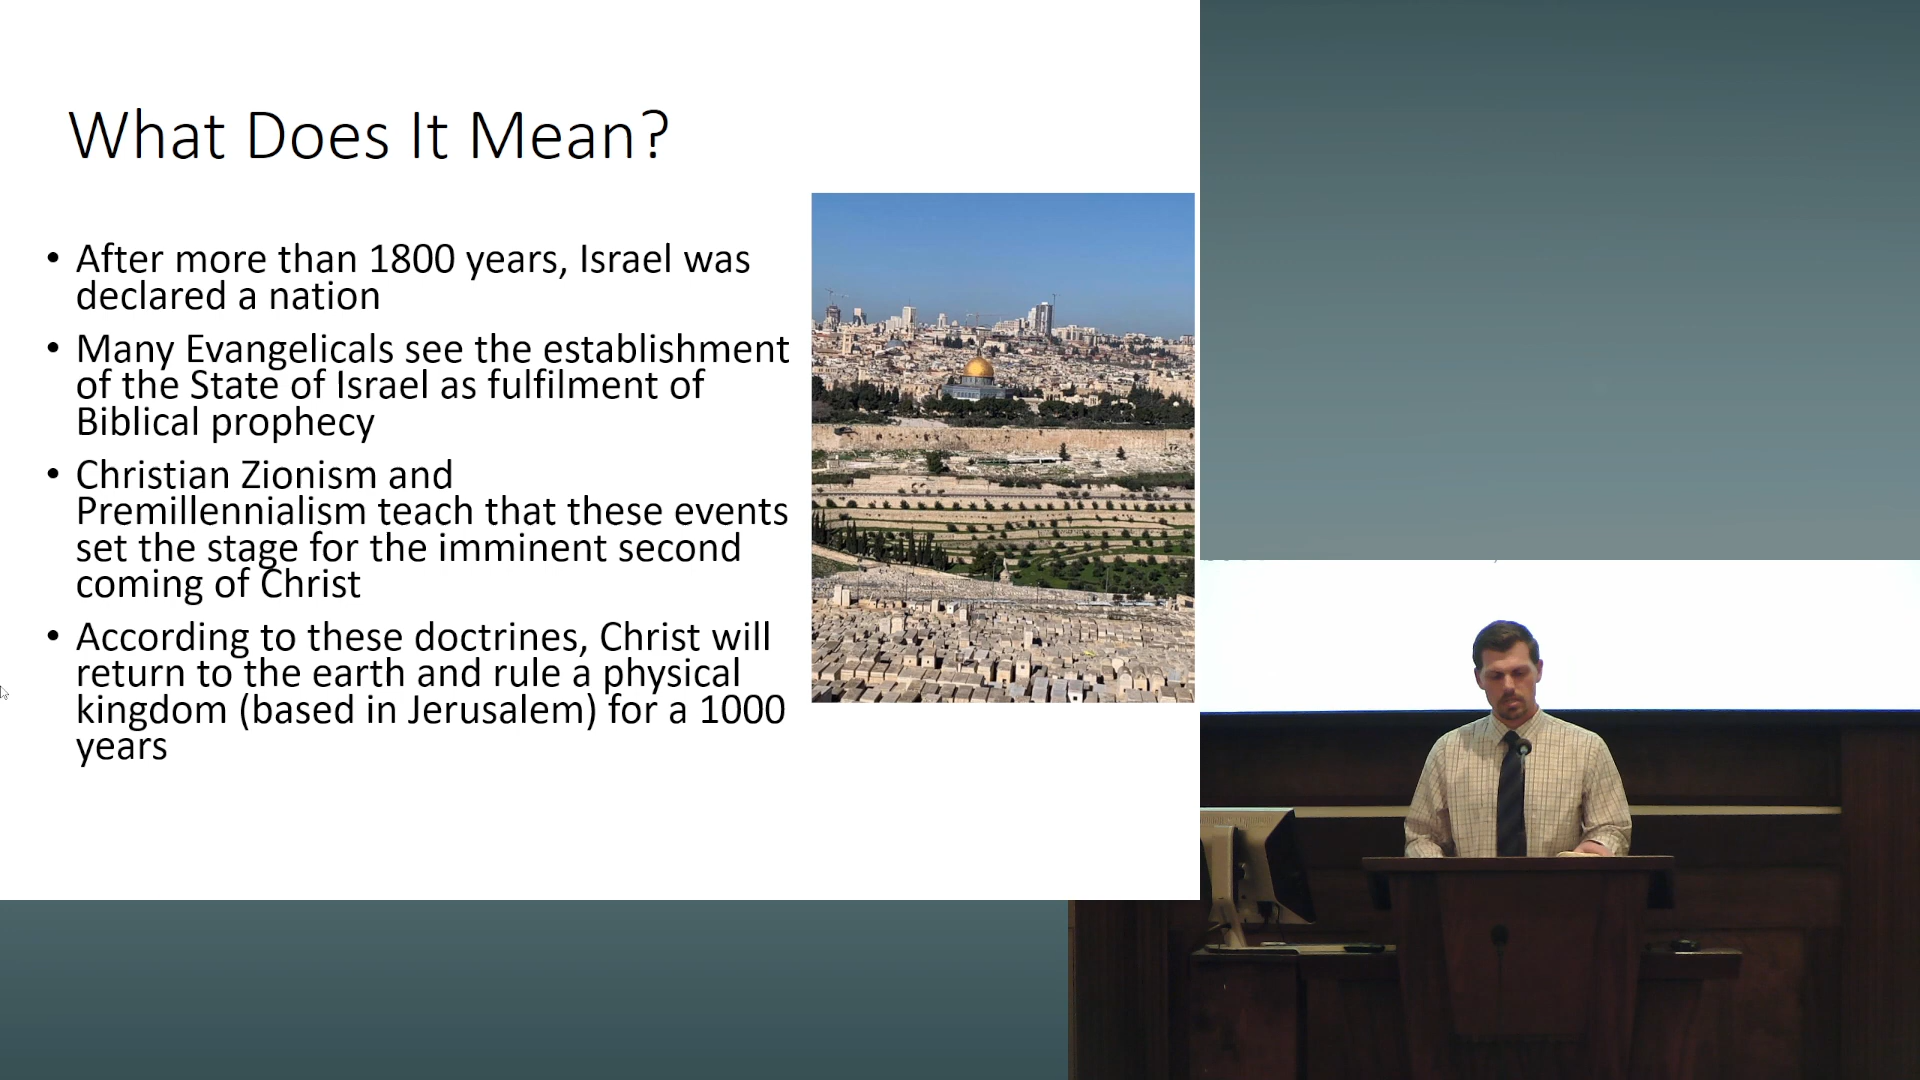 What Does It Mean?
• After more than 1800 years, Israel was
declared a nation
• Many Evangelicals see the establishment
of the State of Israel as fulfilment of
Biblical prophecy
• Christian Zionism and
Premillennialism teach that these events
set the stage for the imminent second
coming of Christ
• According to these doctrines, Christ will
return to the earth and rule a physical
kingdom (based in Jerusalem) for a 1000
years